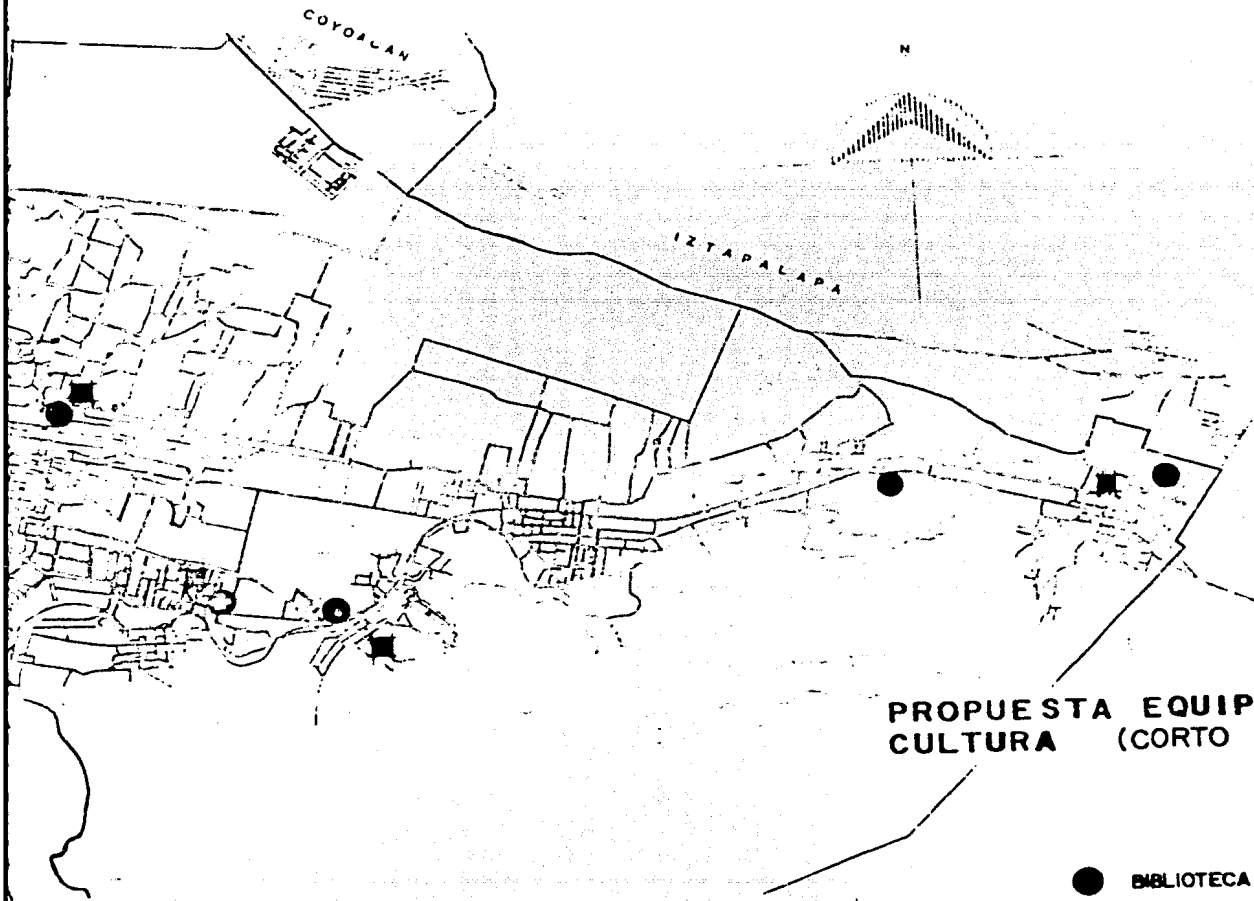 COYOACAN
N
IZTAPALAPA
PROPUESTA EQUIP
CULTURA (CORTO
BIBLIOTECA